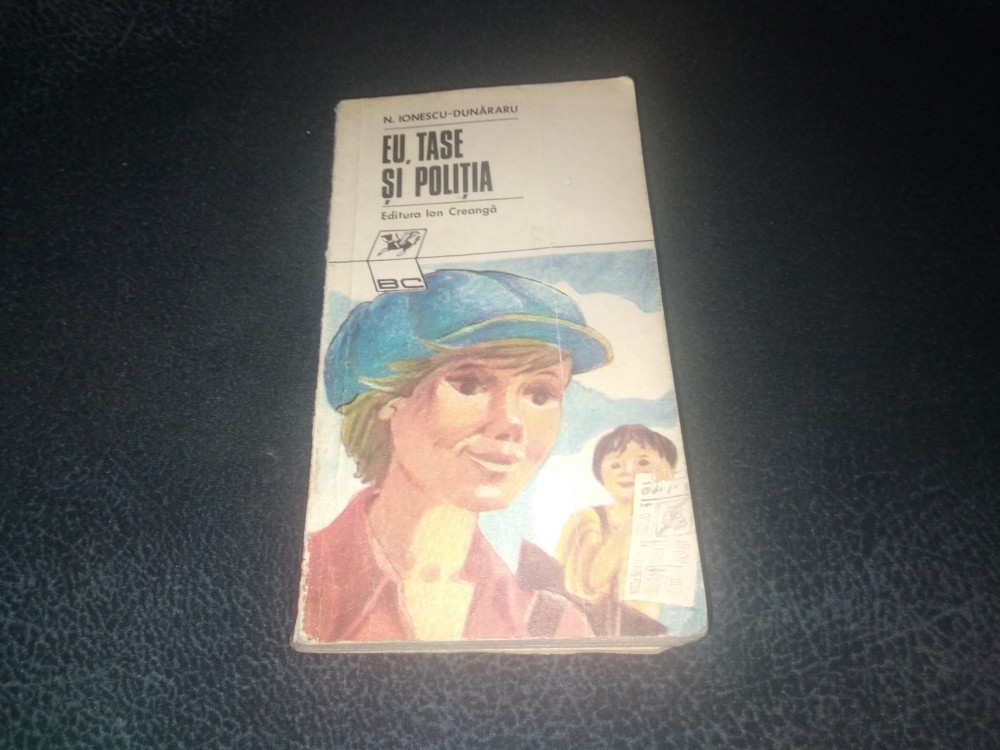 N. IONESCU-DUNĂRARU
EU, TASE
ȘI POLIȚIA
Editura Ion Creangă
BC